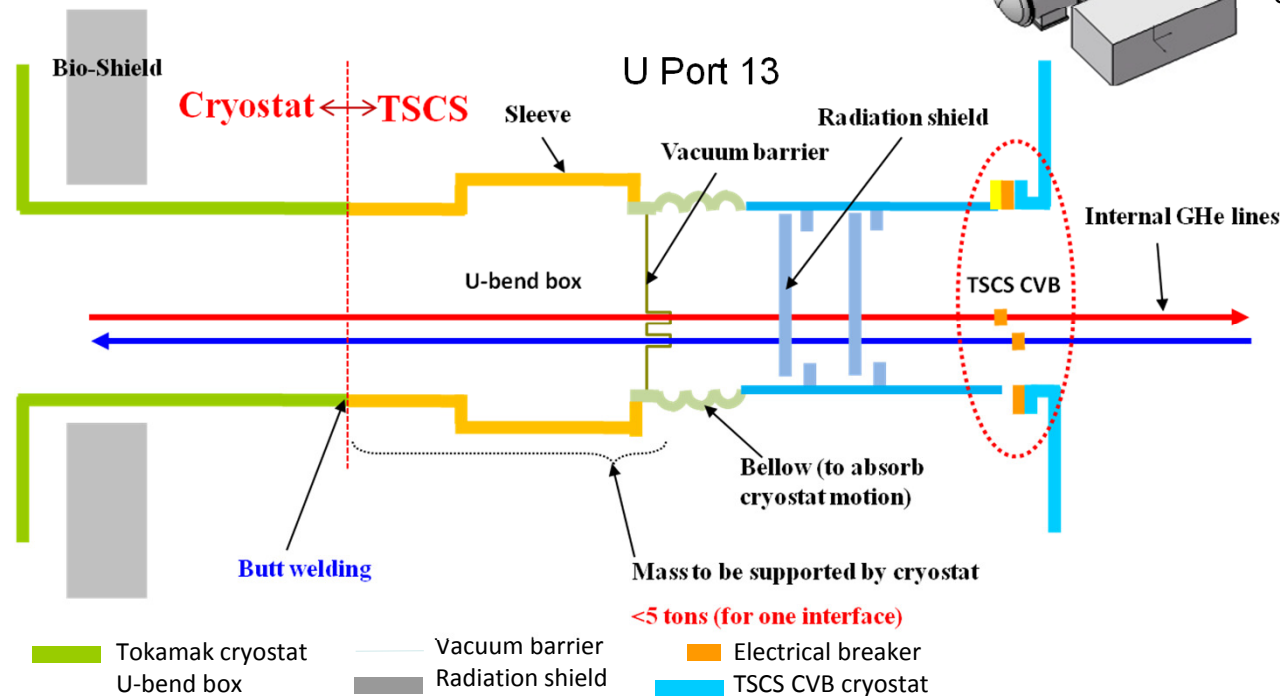 U Port 13
Bio-Shield
Cryostat
TSCS
Sleeve
Radiation shield
Vacuum barrier
Internal GHe lines
U-bend box
TSCS CVB
Bellow (to absorb
cryostat motion)
Butt welding
Mass to be supported by cryostat
<5 tons (for one interface)
Tokamak cryostat
Vacuum barrier
Electrical breaker
U-bend box
Radiation shield
TSCS CVB cryostat